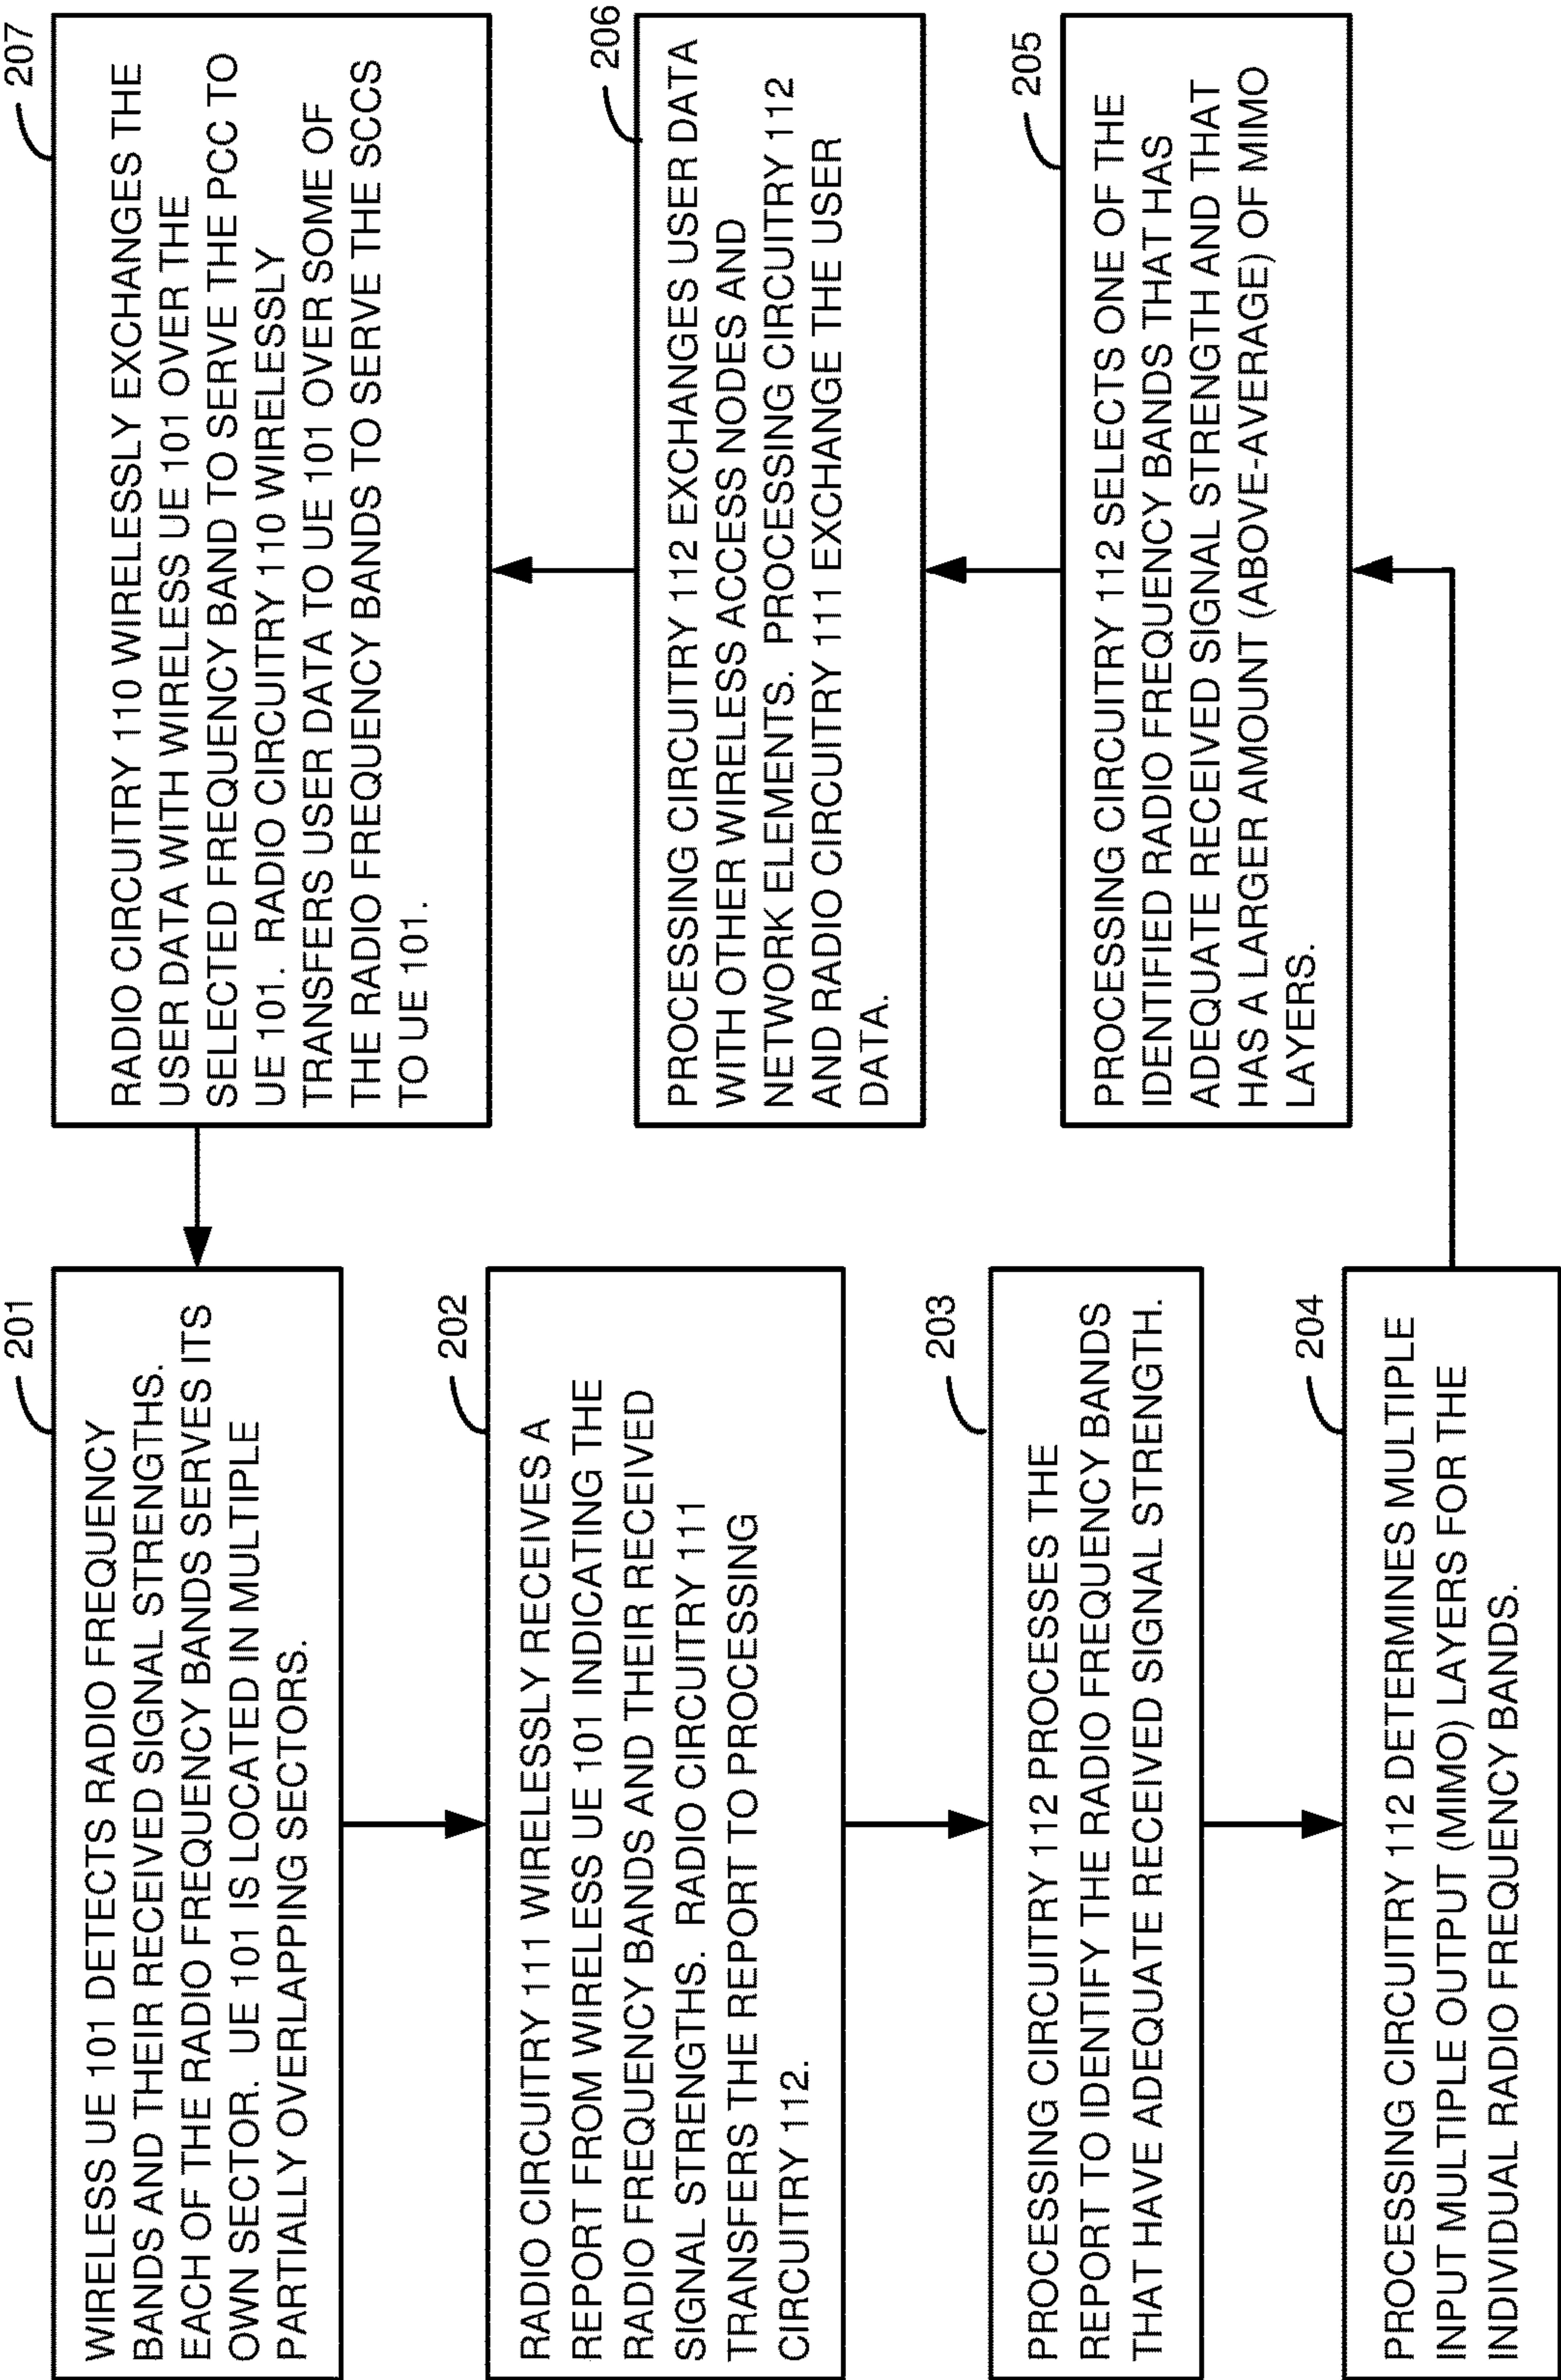 201
WIRELESS UE 101 DETECTS RADIO FREQUENCY
BANDS AND THEIR RECEIVED SIGNAL STRENGTHS.
EACH OF THE RADIO FREQUENCY BANDS SERVES ITS
OWN SECTOR. UE 101 IS LOCATED IN MULTIPLE
PARTIALLY OVERLAPPING SECTORS.
202
RADIO CIRCUITRY 111 WIRELESSLY RECEIVES A
REPORT FROM WIRELESS UE 101 INDICATING THE
RADIO FREQUENCY BANDS AND THEIR RECEIVED
SIGNAL STRENGTHS. RADIO CIRCUITRY 111
TRANSFERS THE REPORT TO PROCESSING
CIRCUITRY 112.
203
PROCESSING CIRCUITRY 112 PROCESSES THE
REPORT TO IDENTIFY THE RADIO FREQUENCY BANDS
THAT HAVE ADEQUATE RECEIVED SIGNAL STRENGTH.
204
PROCESSING CIRCUITRY 112 DETERMINES MULTIPLE
INPUT MULTIPLE OUTPUT (MIMO) LAYERS FOR THE
INDIVIDUAL RADIO FREQUENCY BANDS.
205
PROCESSING CIRCUITRY 112 SELECTS ONE OF THE
IDENTIFIED RADIO FREQUENCY BANDS THAT HAS
ADEQUATE RECEIVED SIGNAL STRENGTH AND THAT
HAS A LARGER AMOUNT (ABOVE-AVERAGE) OF MIMO
LAYERS.
206
PROCESSING CIRCUITRY 112 EXCHANGES USER DATA
WITH OTHER WIRELESS ACCESS NODES AND
NETWORK ELEMENTS. PROCESSING CIRCUITRY 112
AND RADIO CIRCUITRY 111 EXCHANGE THE USER
DATA.
207
RADIO CIRCUITRY 110 WIRELESSLY EXCHANGES THE
USER DATA WITH WIRELESS UE 101 OVER THE
SELECTED FREQUENCY BAND TO SERVE THE PCC TO
UE 101. RADIO CIRCUITRY 110 WIRELESSLY
TRANSFERS USER DATA TO UE 101 OVER SOME OF
THE RADIO FREQUENCY BANDS TO SERVE THE SCCS
TO UE 101.